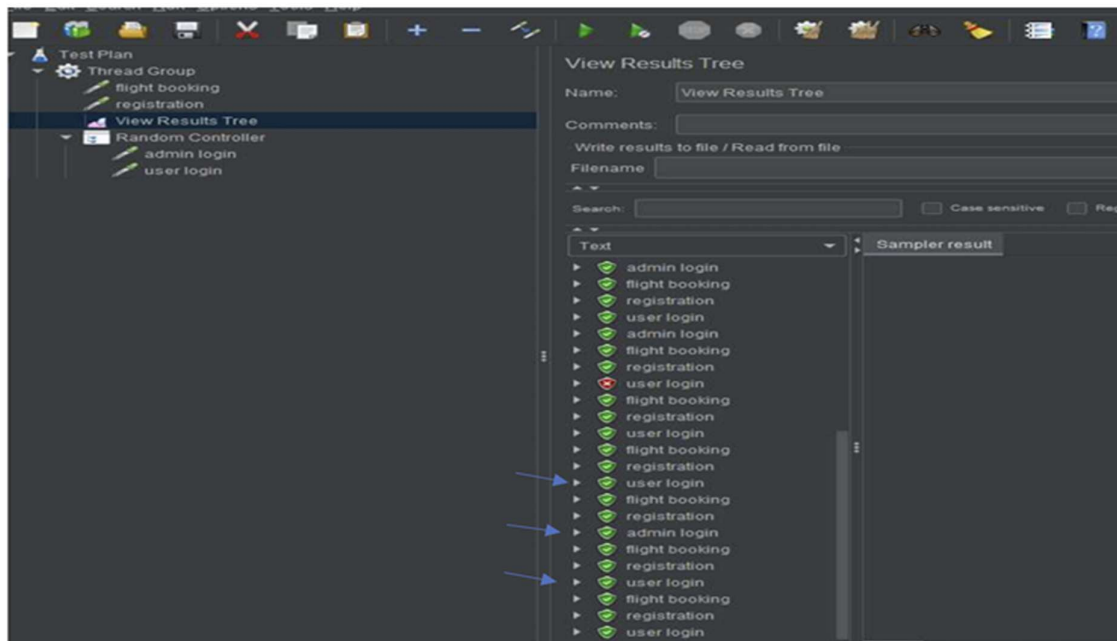 Test Plan
Thread Group
flight booking
registration
View Results Tree
Random Controller
admin login
user login
View Results Tree
Name: View Results Tree
Comments:
Write results to file / Read from file
Filename
Search: Case sensitive
Text
Sampler result
admin login
flight booking
registration
user login
admin login
flight booking
registration
user login
flight booking
registration
user login
flight booking
registration
user login
flight booking
registration
admin login
flight booking
registration
user login
flight booking
registration
user login